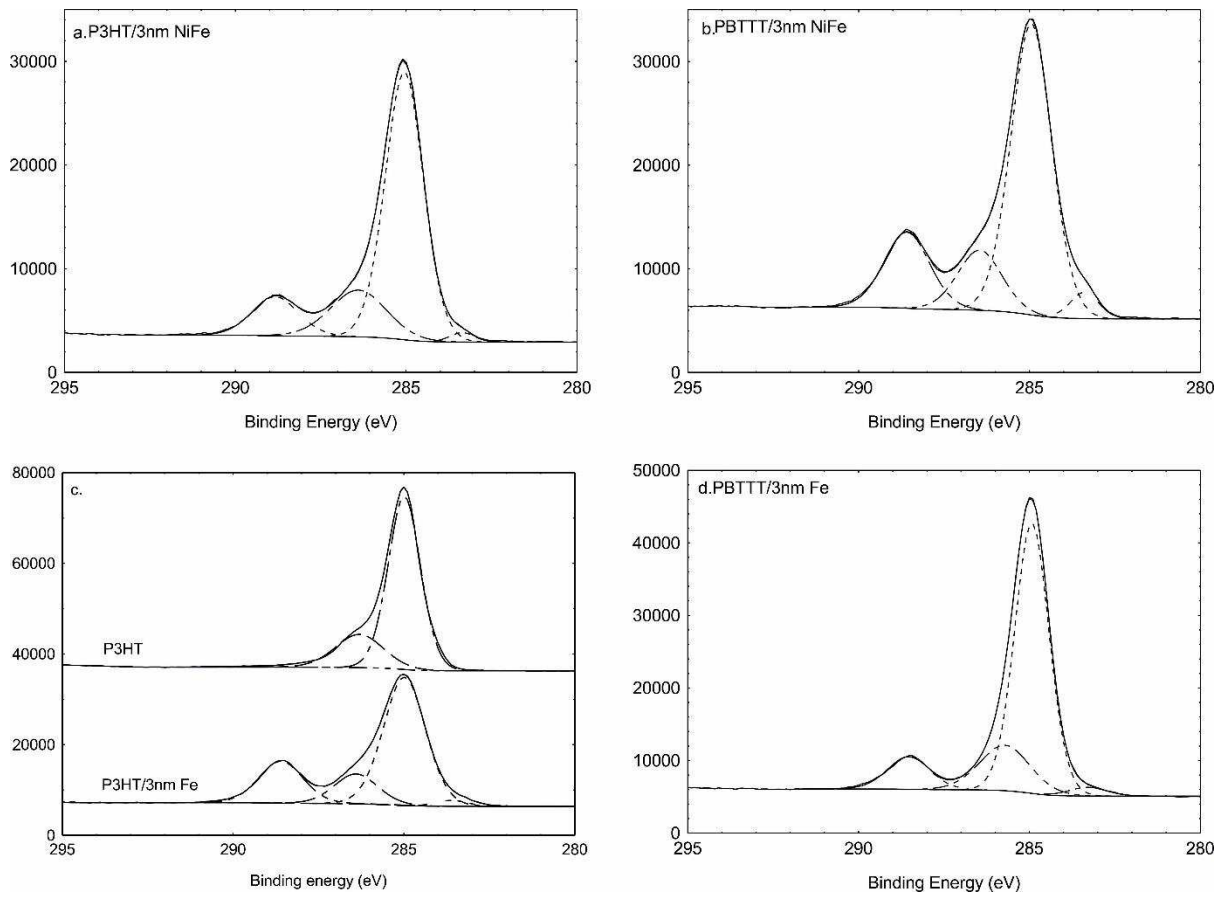 a.P3HT/3nm NiFe
30000
20000
10000
0
295 290 285 280
Binding Energy (eV)
b.PBTTT/3nm NiFe
30000
20000
10000
0
295 290 285 280
Binding Energy (eV)
c.
80000
60000
40000
P3HT
20000
P3HT/3nm Fe
0
295 290 285 280
Binding energy (eV)
d.PBTTT/3nm Fe
50000
40000
30000
20000
10000
0
295 290 285 280
Binding Energy (eV)